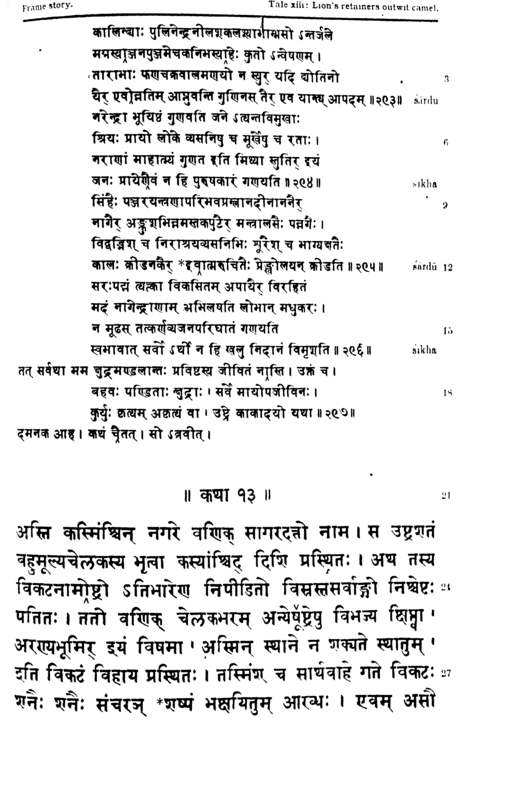 Frame story. Tale xiii: Lion's retainers outwit camel.
कालिन्द्याः पुलिनेन्द्रनीलशकलश्यामाम्भसो ऽन्तर्जले
मग्नस्याञ्जनपुञ्जमेचकनिभस्याहेः कुतो ऽन्वेषणम् ।
ताराभाः फणचक्रवालमणयो न स्युर् यदि द्योतिनो 3
यैर् एवोन्नतिम् आप्नुवन्ति गुणिनस् तैर् एव यान्त्य् आपदम् ॥२९३॥ śārdū
नरेन्द्रा भूयिष्ठं गुणवति जने ऽत्यन्तविमुखाः
श्रियः प्रायो लोके व्यसनिषु च मूर्खेषु च रताः । 6
नराणां माहात्म्यं गुणत इति मिथ्या स्तुतिर् इयं
जनः प्रायेणैवं न हि पुरुषकारं गणयति ॥२९४॥ śikha
सिंहैः पञ्जरयन्त्रणापरिभवप्रम्लानदीनाननैर् 9
नागैर् अङ्कुशभिन्नमस्तकपुटैर् मन्त्रालसैः पन्नगैः ।
विद्वद्भिश् च निराश्रयव्यसनिभिः शूरैश् च भाग्यक्षतैः
कालः क्रीडनकैर् *इवात्मरुचितैः प्रेङ्खोलयन् क्रीडति ॥२९५॥ śārdū 12
सरःपद्मं त्यक्त्वा विकसितम् अपायैर् विरहितं
मदं नागेन्द्राणाम् अभिलषति लोभान् मधुकरः ।
न मूढस् तत्कर्णव्यजनपरिघातं गणयति 15
स्वभावात् सर्वो ऽर्थी न हि खलु निदानं विमृशति ॥२९६॥ śikha
तत् सर्वथा मम क्षुद्रमण्डलान्तः प्रविष्टस्य जीवितं नास्ति । उक्तं च ।
बहवः पण्डिताः क्षुद्राः । सर्वे मायोपजीविनः । 18
कुर्युः कृत्यम् अकृत्यं वा । उष्ट्रे काकादयो यथा ॥२९७॥
दमनक आह । कथं चैतत् । सो ऽब्रवीत् ।
॥ कथा १३ ॥ 21
अस्ति कस्मिंश्चिन् नगरे वणिक् सागरदत्तो नाम । स उष्ट्रशतं
बहुमूल्यचेलकस्य भृत्वा कस्यांश्चिद् दिशि प्रस्थितः । अथ तस्य
विकटनामोष्ट्रो ऽतिभारेण निपीडितो विस्रस्तसर्वाङ्गो निश्चेष्टः 24
पतितः । ततो वणिक् चेलकभरम् अन्येषूष्ट्रेषु विभज्य क्षिप्त्वा ।
अरण्यभूमिर् इयं विषमा । अस्मिन् स्थाने न शक्यते स्थातुम् ।
इति विकटं विहाय प्रस्थितः । तस्मिंश् च सार्थवाहे गते विकटः 27
शनैः शनैः संचरञ् *शष्पं भक्षयितुम् आरब्धः । एवम् असौ